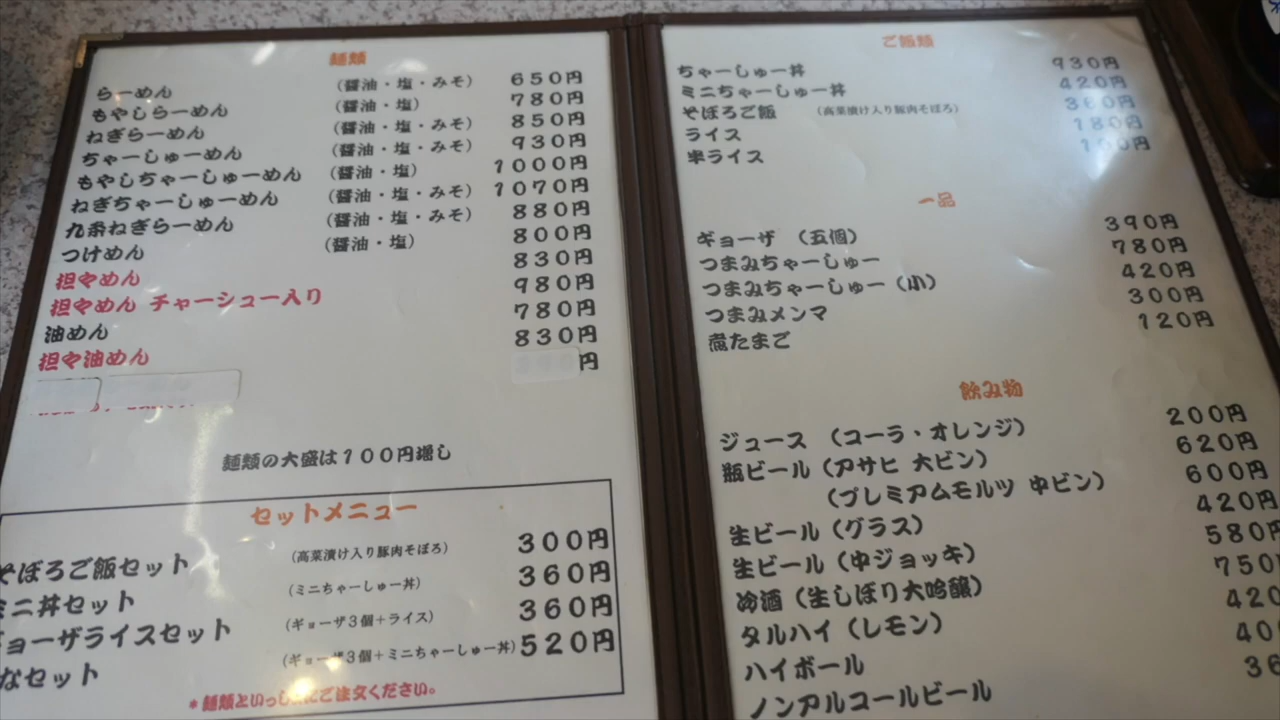 麺類
らーめん （醤油・塩・みそ） 650円
もやしらーめん （醤油・塩） 780円
ねぎらーめん （醤油・塩・みそ） 850円
ちゃーしゅーめん （醤油・塩・みそ） 930円
もやしちゃーしゅーめん （醤油・塩） 1000円
ねぎちゃーしゅーめん （醤油・塩・みそ） 1070円
九条ねぎらーめん （醤油・塩・みそ） 880円
つけめん （醤油・塩） 800円
担々めん 830円
担々めん チャーシュー入り 980円
油めん 780円
担々油めん 830円
円
麺類の大盛は100円増し
セットメニュー
そぼろご飯セット （高菜漬け入り豚肉そぼろ） 300円
ミニ丼セット （ミニちゃーしゅー丼） 360円
ギョーザライスセット （ギョーザ3個+ライス） 360円
なセット （ギョーザ3個+ミニちゃーしゅー丼） 520円
＊麺類といっしょにご注文ください。
ご飯類
ちゃーしゅー丼 930円
ミニちゃーしゅー丼 420円
そぼろご飯 （高菜漬け入り豚肉そぼろ） 360円
ライス 180円
半ライス 100円
一品
ギョーザ （五個） 390円
つまみちゃーしゅー 780円
つまみちゃーしゅー（小） 420円
つまみメンマ 300円
煮たまご 120円
飲み物
ジュース （コーラ・オレンジ） 200円
瓶ビール（アサヒ 大ビン） 620円
（プレミアムモルツ 中ビン） 600円
生ビール（グラス） 420円
生ビール（中ジョッキ） 580円
冷酒（生しぼり大吟醸） 750
タルハイ（レモン） 420
ハイボール 40
ノンアルコールビール 36